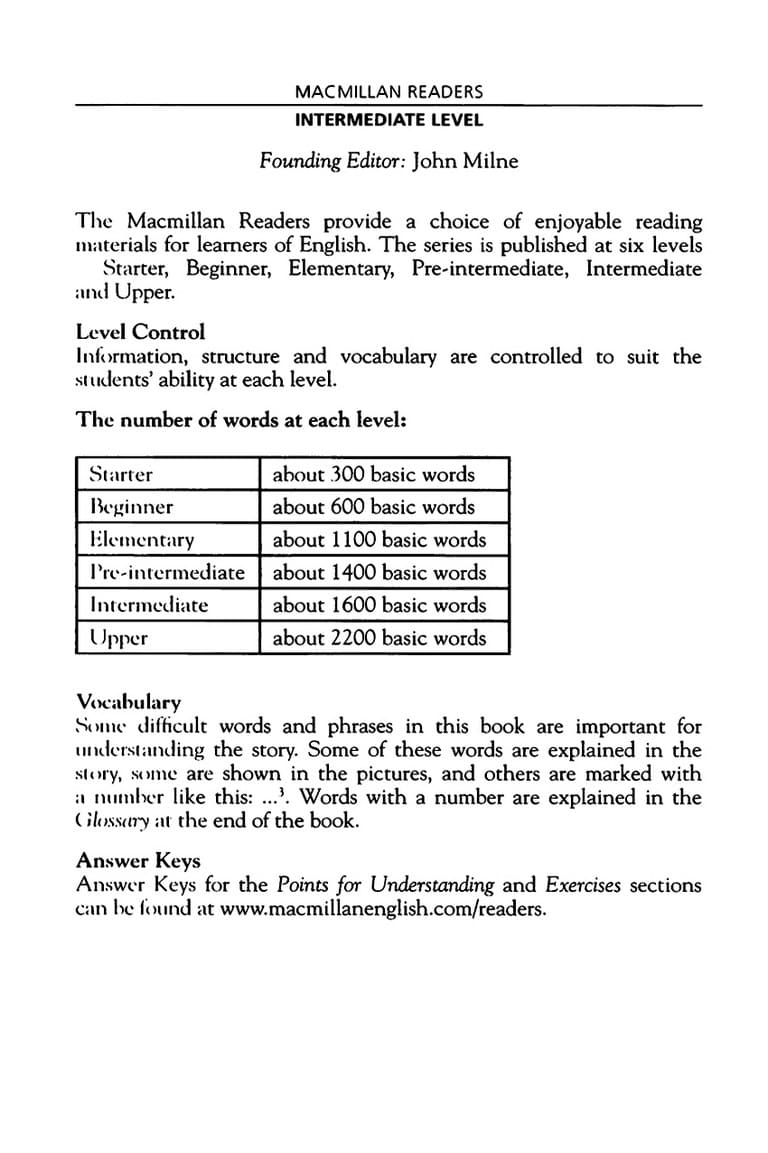 MACMILLAN READERS
INTERMEDIATE LEVEL
Founding Editor: John Milne
The Macmillan Readers provide a choice of enjoyable reading
materials for learners of English. The series is published at six levels
Starter, Beginner, Elementary, Pre-intermediate, Intermediate
and Upper.
Level Control
Information, structure and vocabulary are controlled to suit the
students' ability at each level.
The number of words at each level:
Starter about 300 basic words
Beginner about 600 basic words
Elementary about 1100 basic words
Pre-intermediate about 1400 basic words
Intermediate about 1600 basic words
Upper about 2200 basic words
Vocabulary
Some difficult words and phrases in this book are important for
understanding the story. Some of these words are explained in the
story, some are shown in the pictures, and others are marked with
a number like this: ...³. Words with a number are explained in the
Glossary at the end of the book.
Answer Keys
Answer Keys for the Points for Understanding and Exercises sections
can be found at www.macmillanenglish.com/readers.